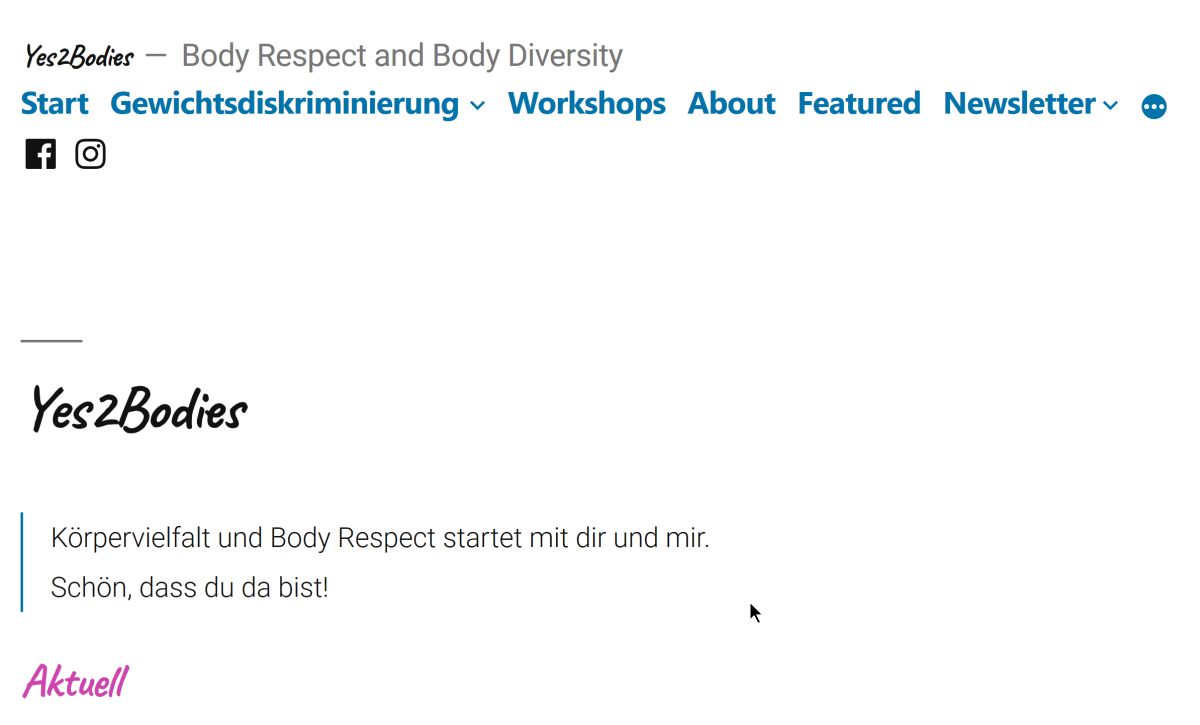 Yes2Bodies — Body Respect and Body Diversity
Start Gewichtsdiskriminierung Workshops About Featured Newsletter
Yes2Bodies
Körpervielfalt und Body Respect startet mit dir und mir.
Schön, dass du da bist!
Aktuell